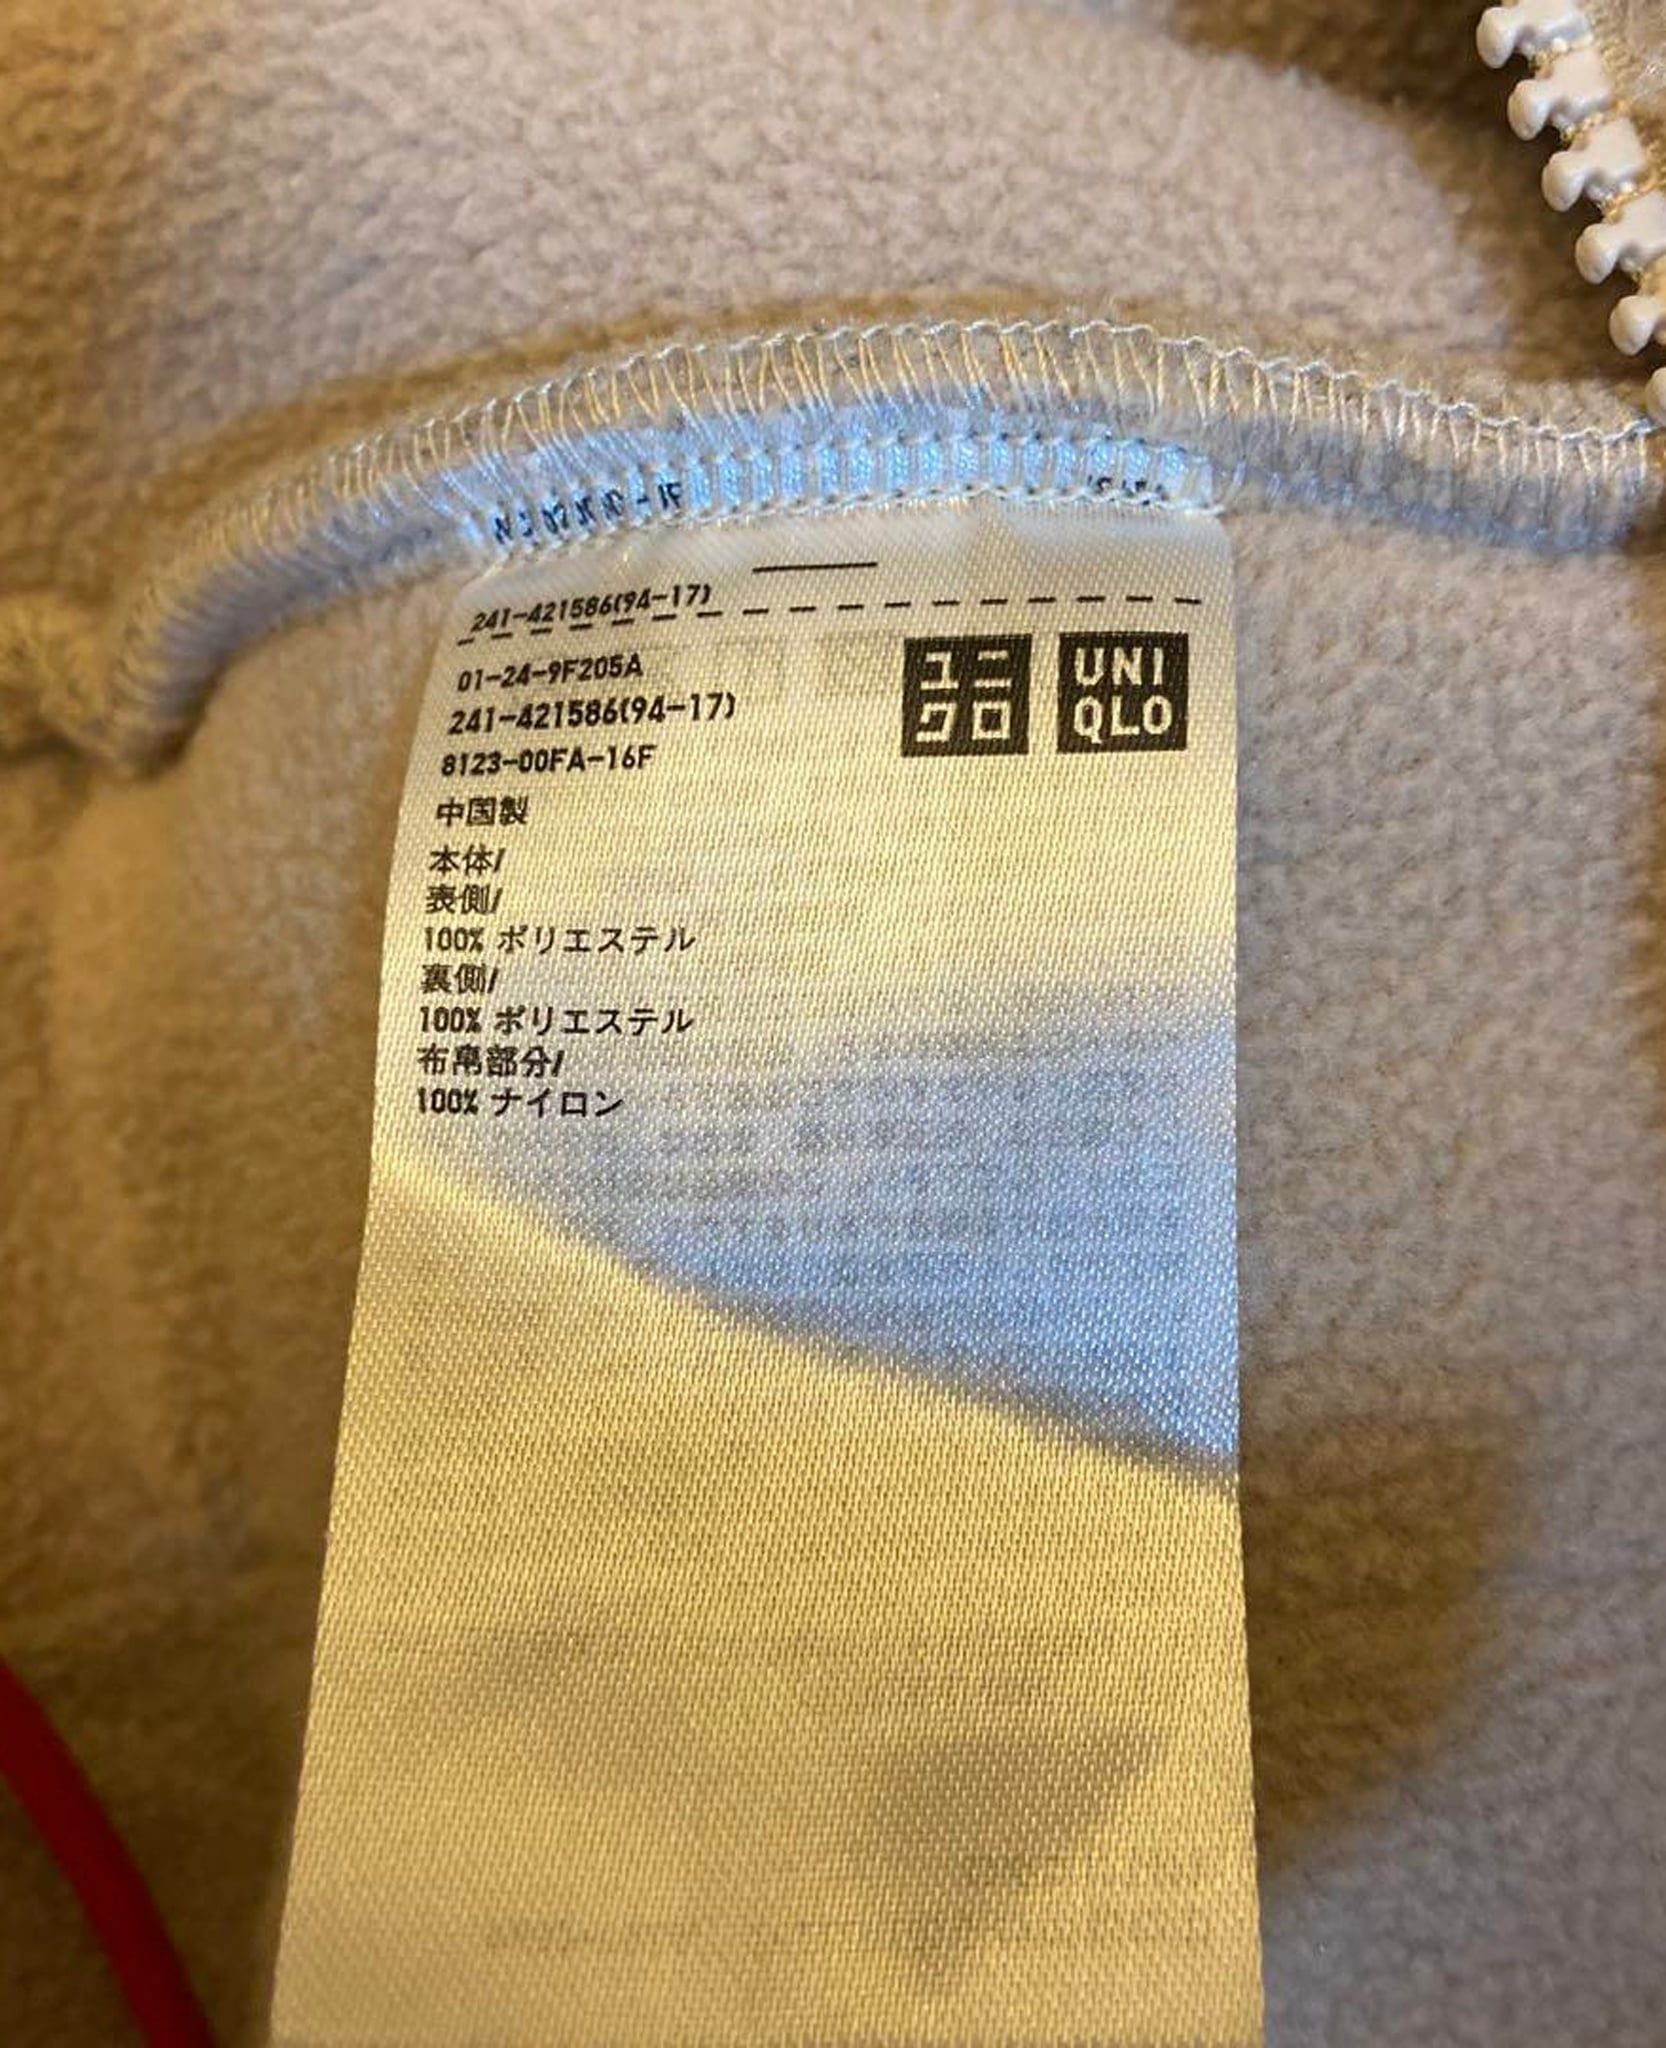 241-421586(94-17)
01-24-9F205A
241-421586(94-17)
8123-00FA-16F
ユニ
クロ
UNI
QLO
中国製
本体/
表側/
100% ポリエステル
裏側/
100% ポリエステル
布帛部分/
100% ナイロン